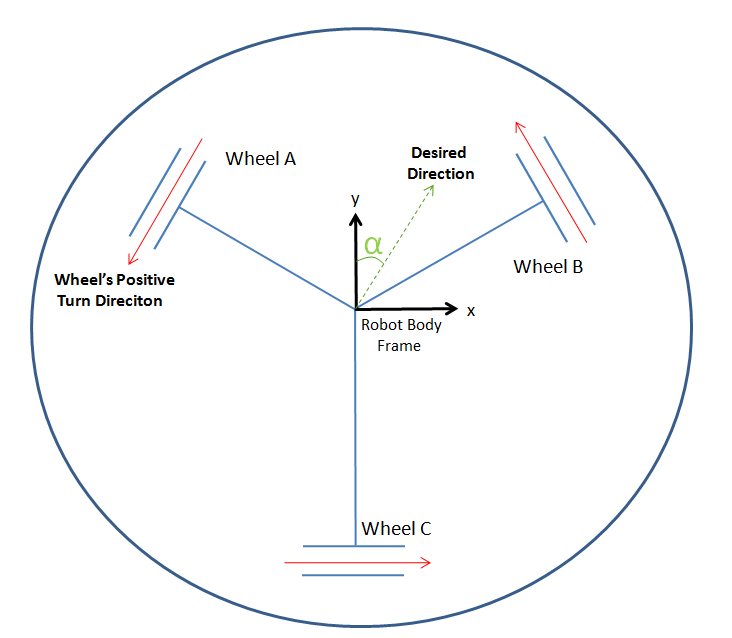 Wheel A
Desired
Direction
y
α
Wheel B
Wheel's Positive
Turn Direciton
x
Robot Body
Frame
Wheel C